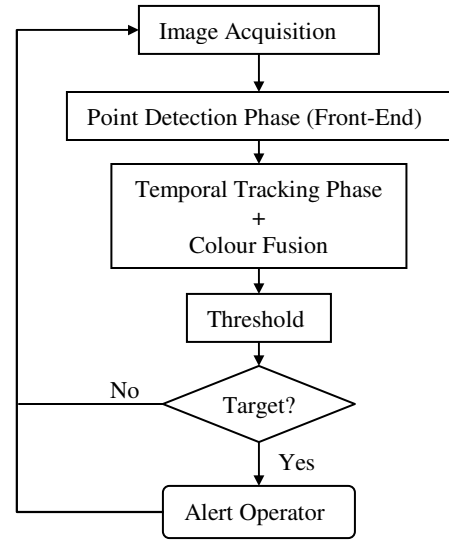 Image Acquisition
Point Detection Phase (Front-End)
Temporal Tracking Phase
+
Colour Fusion
Threshold
Target?
No
Yes
Alert Operator